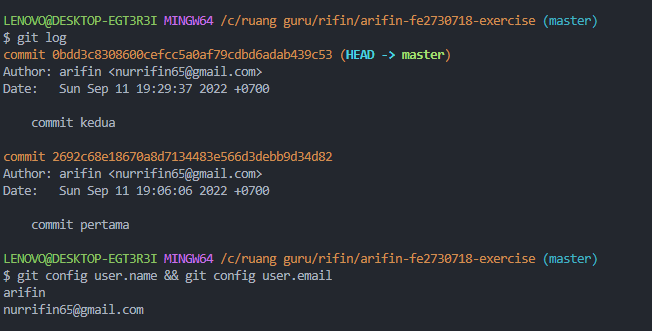 LENOVO@DESKTOP-EGT3R3I MINGW64 /c/ruang guru/rifin/arifin-fe2730718-exercise (master)
$ git log
commit 0bdd3c8308600cefcc5a0af79cdbd6adab439c53 (HEAD -> master)
Author: arifin <nurrifin65@gmail.com>
Date:   Sun Sep 11 19:29:37 2022 +0700
    commit kedua
commit 2692c68e18670a8d7134483e566d3debb9d34d82
Author: arifin <nurrifin65@gmail.com>
Date:   Sun Sep 11 19:06:06 2022 +0700
    commit pertama
LENOVO@DESKTOP-EGT3R3I MINGW64 /c/ruang guru/rifin/arifin-fe2730718-exercise (master)
$ git config user.name && git config user.email
arifin
nurrifin65@gmail.com